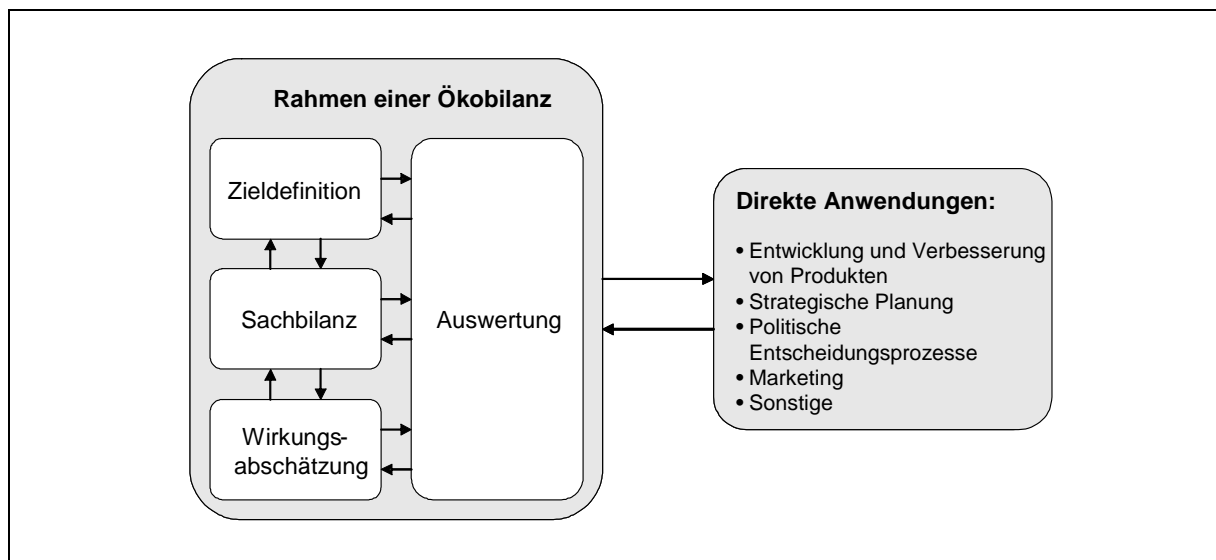 Rahmen einer Ökobilanz
Zieldefinition
Sachbilanz
Wirkungs-
abschätzung
Auswertung
Direkte Anwendungen:
• Entwicklung und Verbesserung
von Produkten
• Strategische Planung
• Politische
Entscheidungsprozesse
• Marketing
• Sonstige